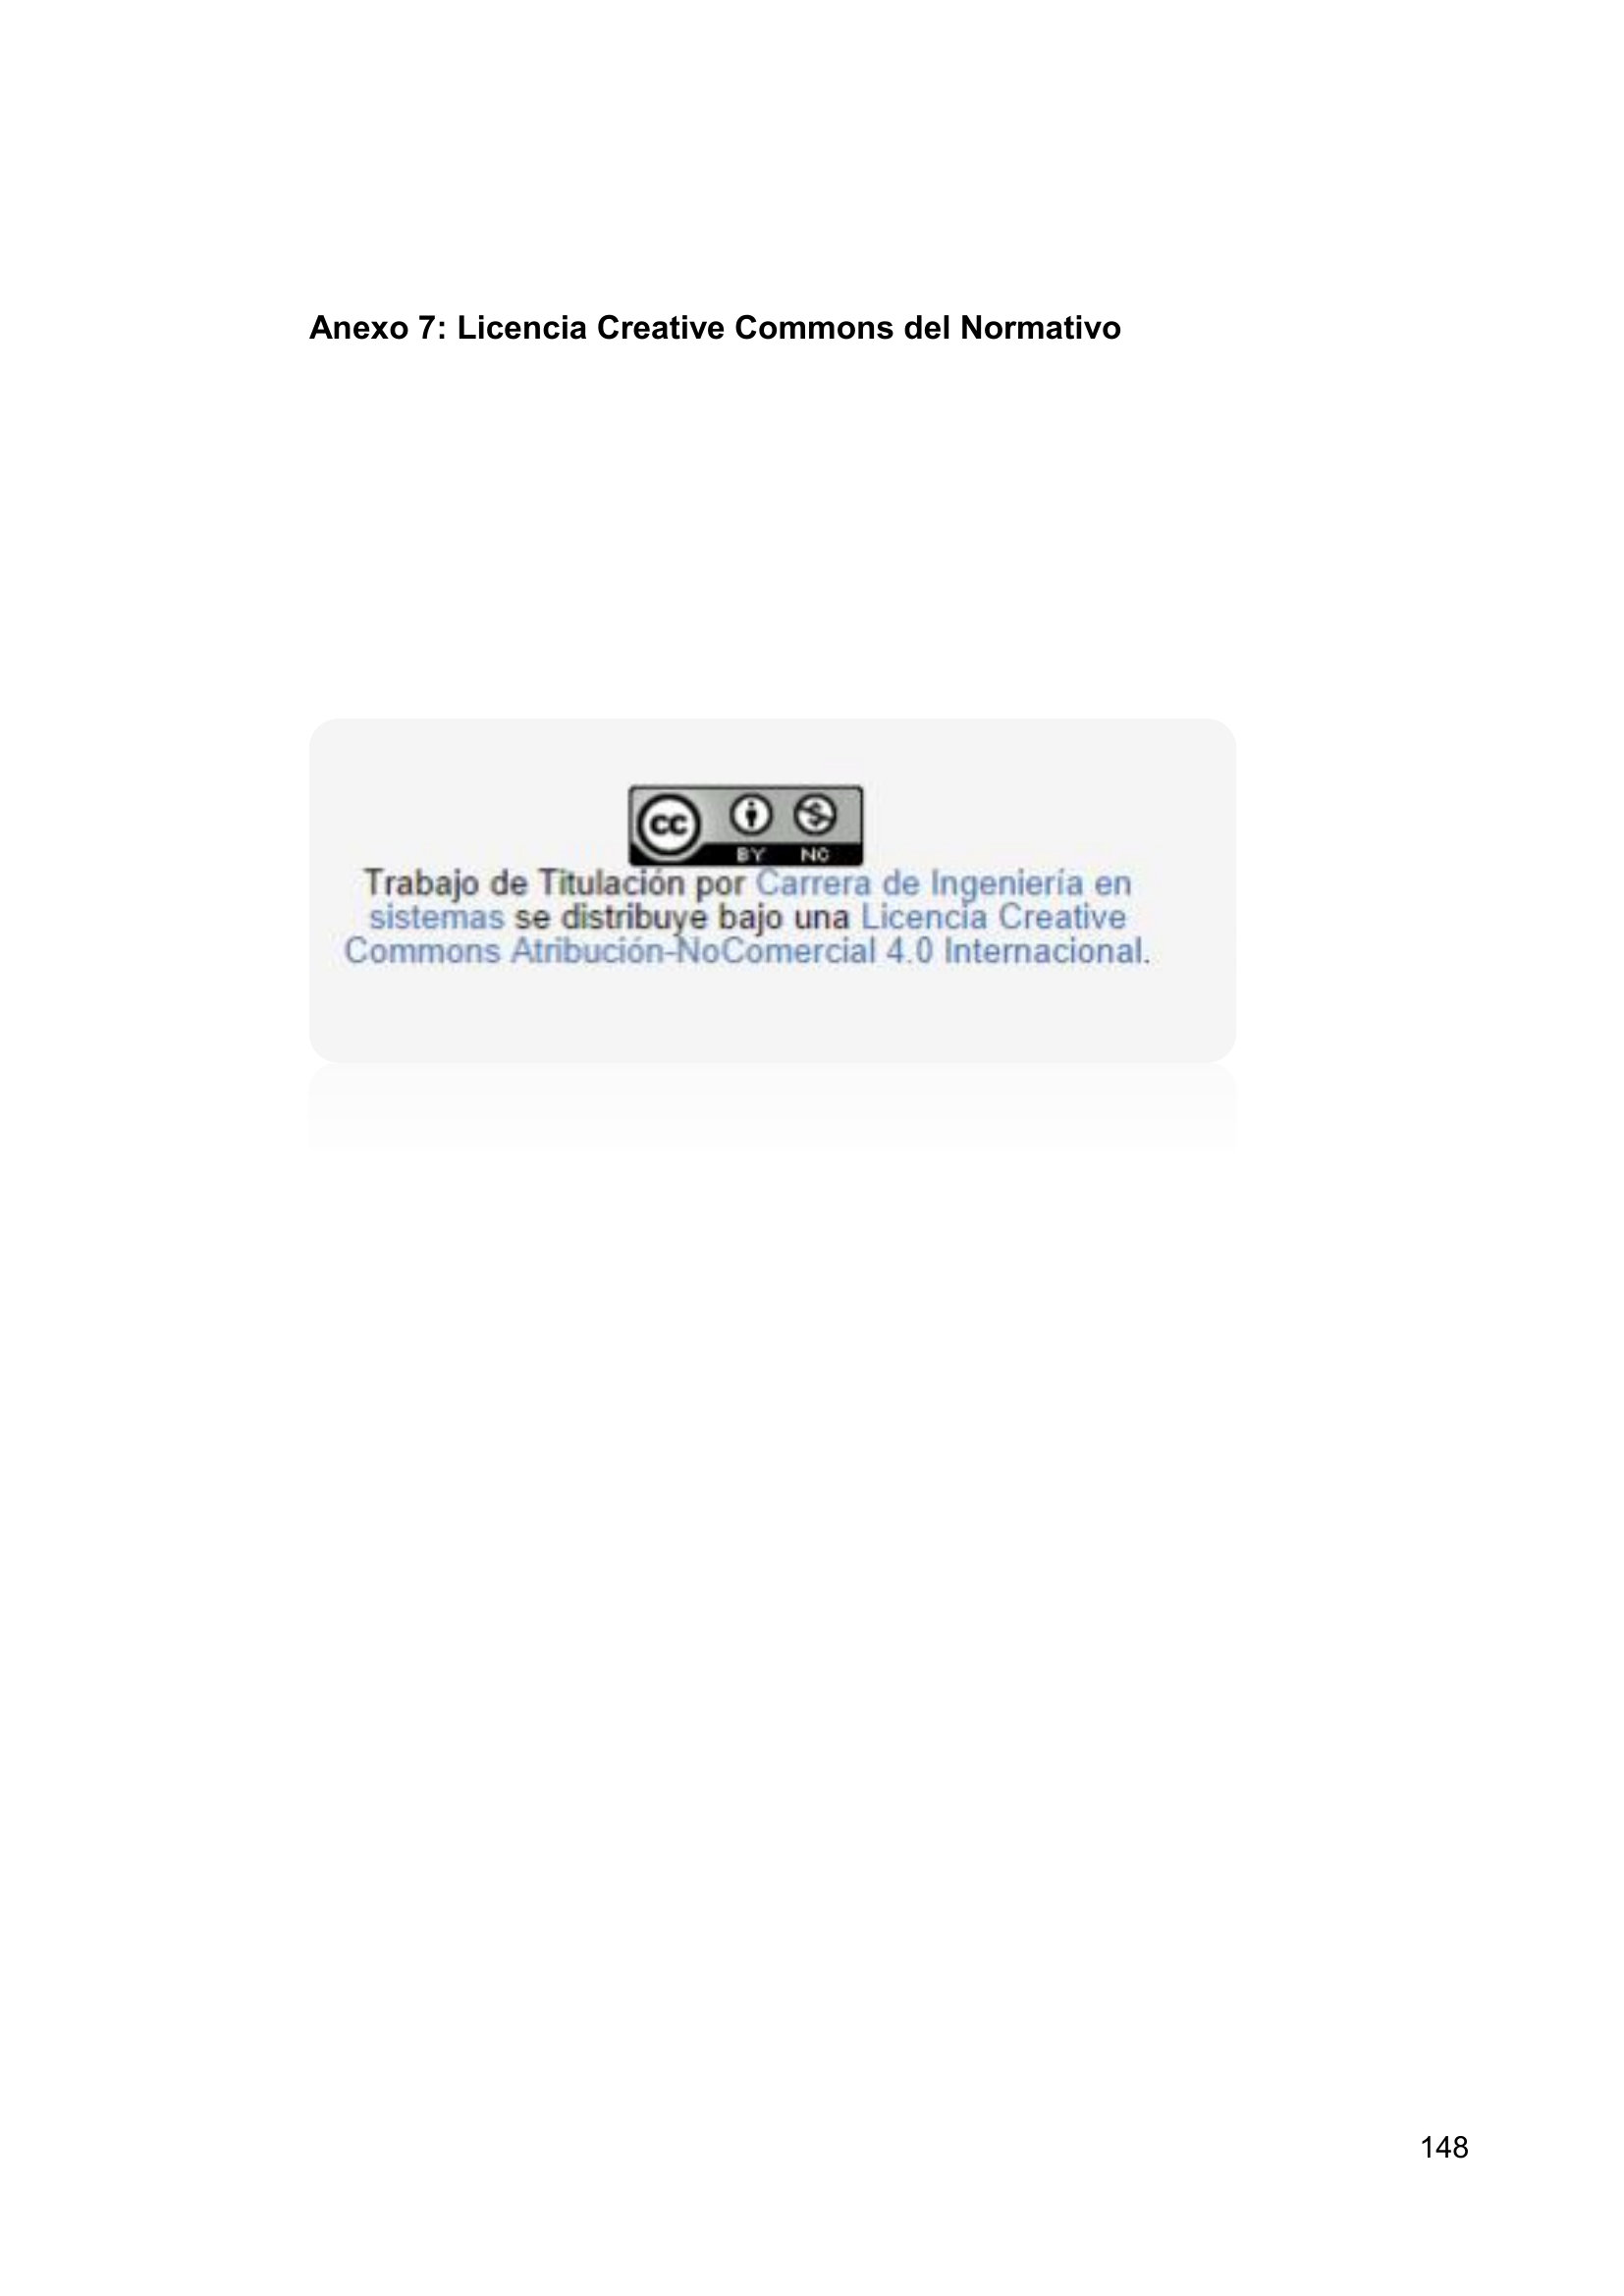 Anexo 7: Licencia Creative Commons del Normativo
cc
BY NC
Trabajo de Titulación por Carrera de Ingeniería en
sistemas se distribuye bajo una Licencia Creative
Commons Atribución-NoComercial 4.0 Internacional.
148